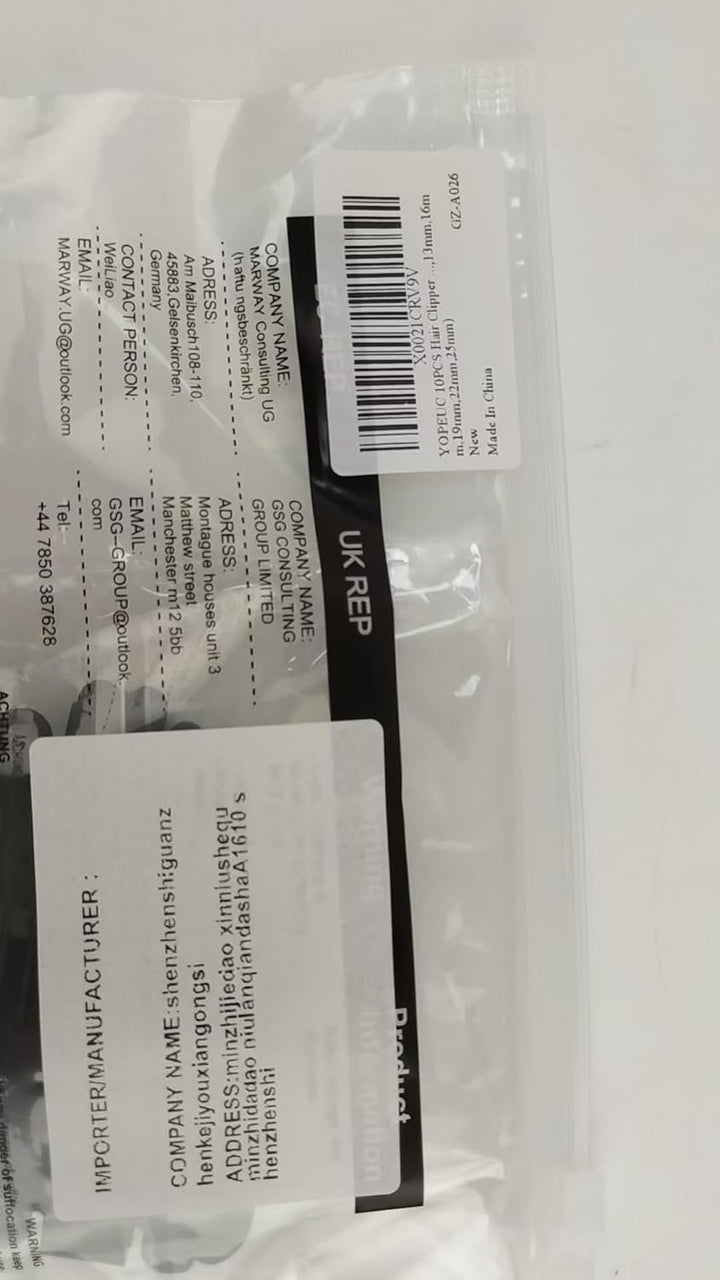 X0021CRV9V
YOPEUC 10PCS Hair Clipper ...,13mm,16m
m,19mm,22mm,25mm)
New
Made In China
GZ-A026
COMPANY NAME:
MARWAY Consulting UG
(haftu ngsbeschränkt)
ADRESS:
Am Maibusch108-110,
45883,Gelsenkirchen,
Germany
CONTACT PERSON:
WeiLiao
EMAIL:
MARWAY.UG@outlook.com
UK REP
COMPANY NAME:
GSG CONSULTING
GROUP LIMITED
ADRESS:
Montague houses unit 3
Matthew street
Manchester m12 5bb
EMAIL:
GSG-GROUP@outlook.
com
Tel:
+44 7850 387628
Product
IMPORTER/MANUFACTURER :
COMPANY NAME:shenzhenshiguanz
henkejiyouxiangongsi
ADDRESS:minzhijiedao xinniushequ
minzhidadao niulanqiandashaA1610 s
henzhenshi
ACHTUNG
WARNING
danger of suffocation keep